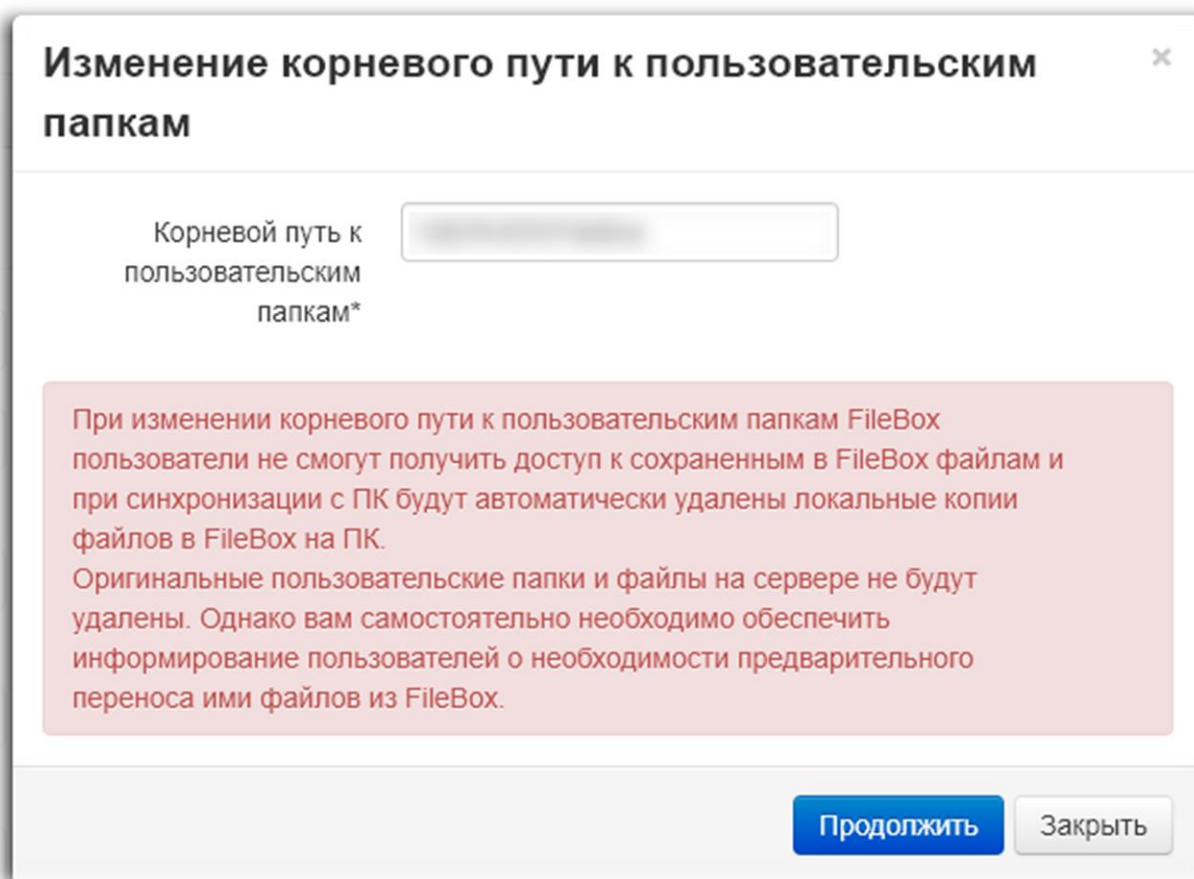 Изменение корневого пути к пользовательским
папкам
×
Корневой путь к
пользовательским
папкам*
При изменении корневого пути к пользовательским папкам FileBox
пользователи не смогут получить доступ к сохраненным в FileBox файлам и
при синхронизации с ПК будут автоматически удалены локальные копии
файлов в FileBox на ПК.
Оригинальные пользовательские папки и файлы на сервере не будут
удалены. Однако вам самостоятельно необходимо обеспечить
информирование пользователей о необходимости предварительного
переноса ими файлов из FileBox.
Продолжить
Закрыть